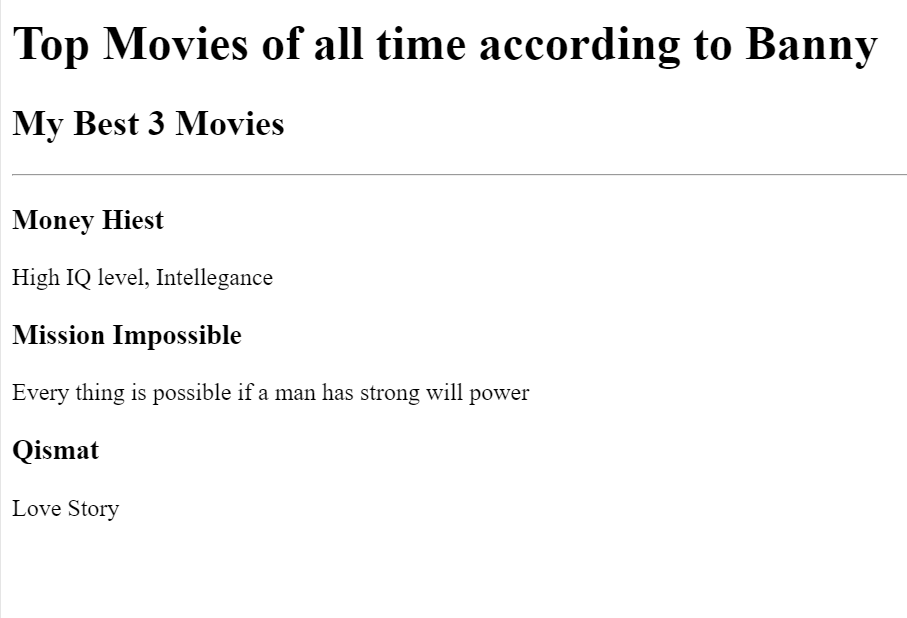 Top Movies of all time according to Banny
My Best 3 Movies
Money Hiest
High IQ level, Intellegance
Mission Impossible
Every thing is possible if a man has strong will power
Qismat
Love Story